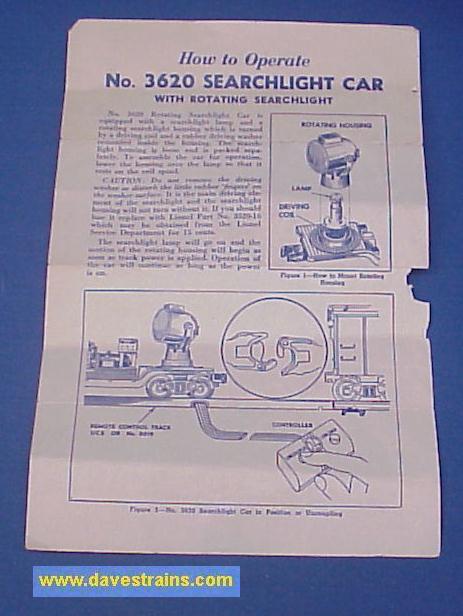 How to Operate
No. 3620 SEARCHLIGHT CAR
WITH ROTATING SEARCHLIGHT
No. 3620 Rotating Searchlight Car is
equipped with a searchlight lamp and a
rotating searchlight housing which is turned
by a driving coil and a rubber driving washer
cemented inside the housing. The search-
light housing is loose and is packed sepa-
rately. To assemble the car for operation,
lower the housing over the lamp so that it
rests on the coil spool.
CAUTION: Do not remove the driving
washer or disturb the little rubber "fingers" on
the washer surface. It is the main driving ele-
ment of the searchlight and the searchlight
housing will not turn without it. If you should
lose it replace with Lionel Part No. 3520-16
which may be obtained from the Lionel
Service Department for 15 cents.
The searchlight lamp will go on and the
motion of the rotating housing will begin as
soon as track power is applied. Operation of
the car will continue as long as the power
is on.
ROTATING HOUSING
LAMP
DRIVING
COIL
Figure 1—How to Mount Rotating
Housing
REMOTE CONTROL TRACK
UCS OR No. 6019
CONTROLLER
Figure 2—No. 3620 Searchlight Car in Position or Uncoupling
www.davestrains.com